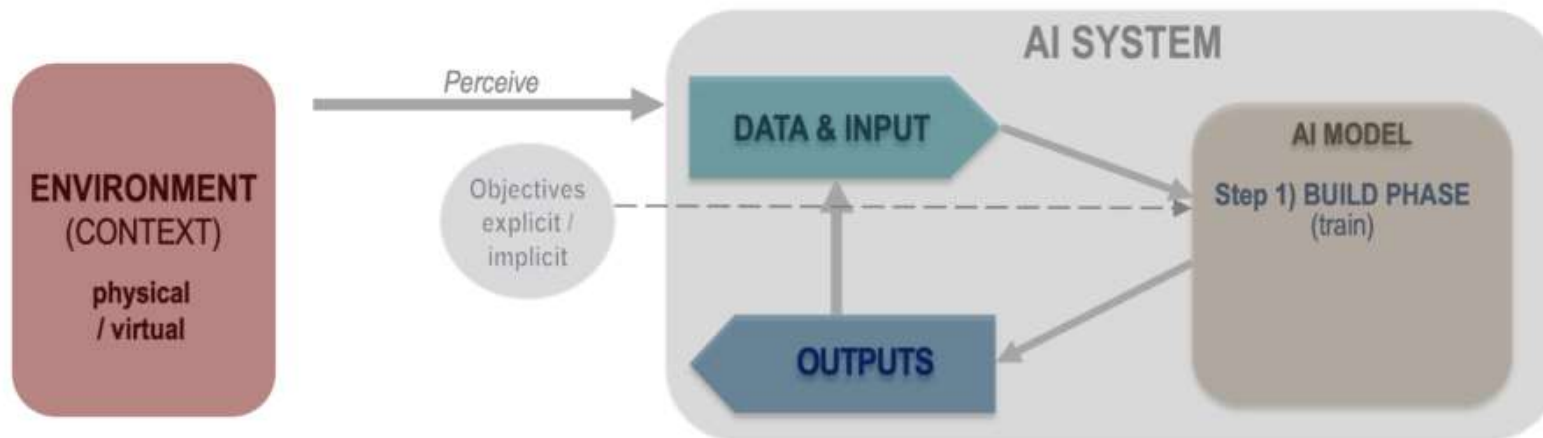 AI SYSTEM
Perceive
DATA & INPUT
AI MODEL
ENVIRONMENT
(CONTEXT)
physical
/ virtual
Objectives
explicit /
implicit
Step 1) BUILD PHASE
(train)
OUTPUTS